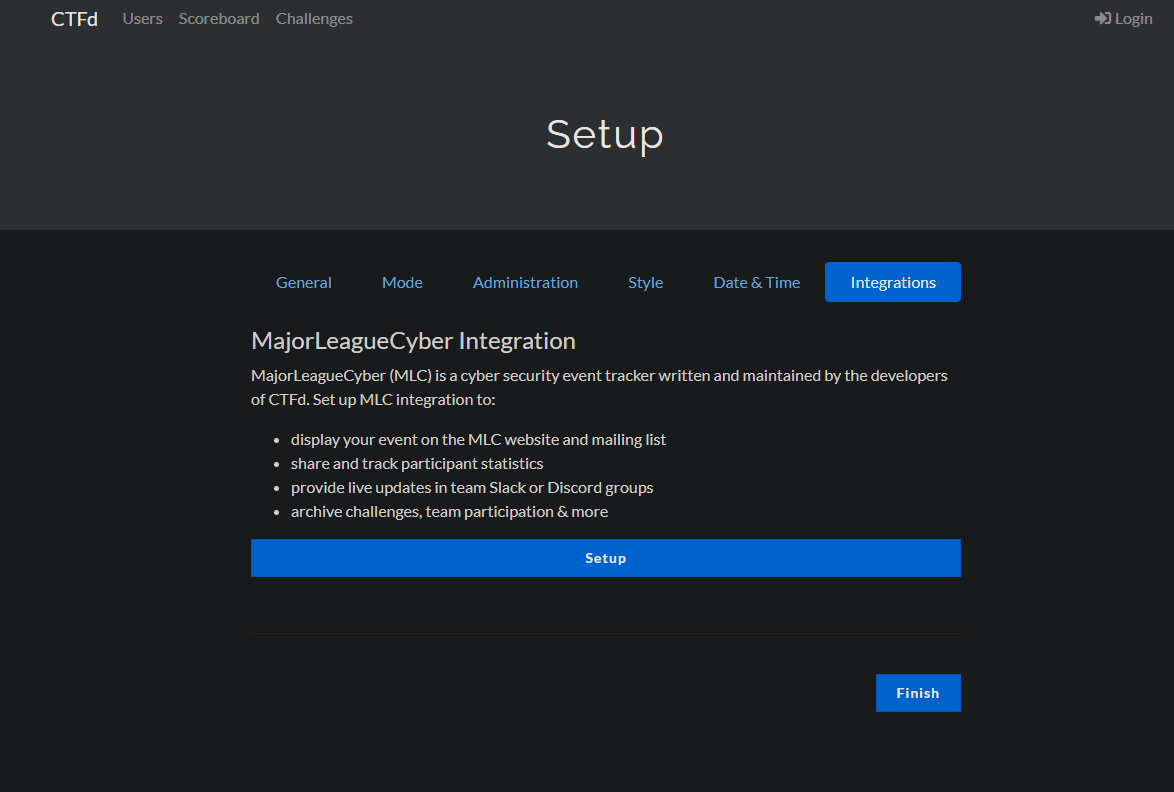 CTFd Users Scoreboard Challenges Login
Setup
General Mode Administration Style Date & Time Integrations
MajorLeagueCyber Integration
MajorLeagueCyber (MLC) is a cyber security event tracker written and maintained by the developers
of CTFd. Set up MLC integration to:
• display your event on the MLC website and mailing list
• share and track participant statistics
• provide live updates in team Slack or Discord groups
• archive challenges, team participation & more
Setup
Finish